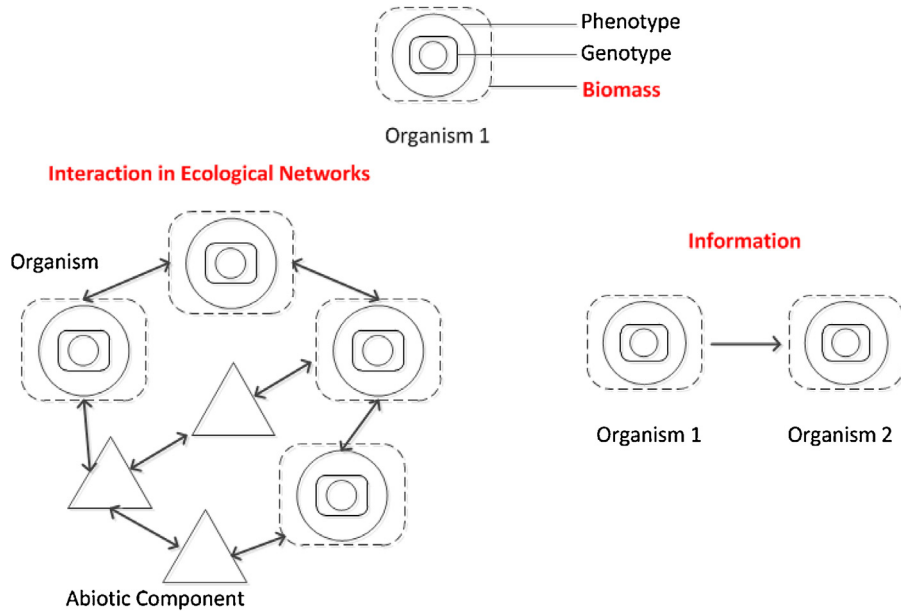 Phenotype
Genotype
Biomass
Organism 1
Interaction in Ecological Networks
Organism
Abiotic Component
Information
Organism 1
Organism 2